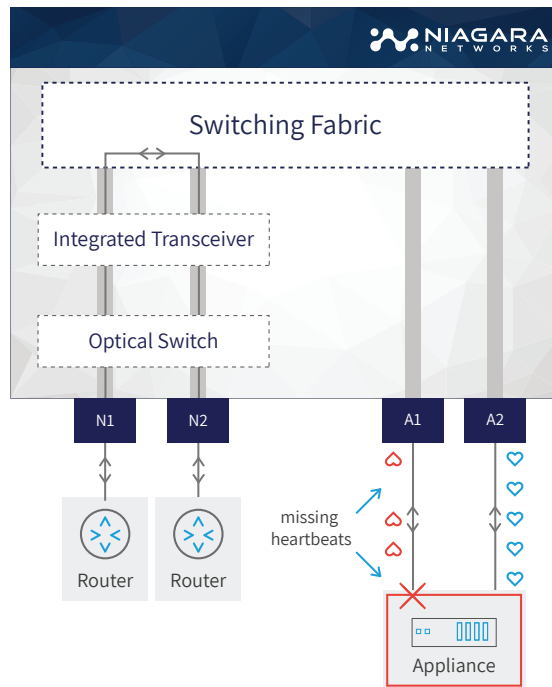 NIAGARA
NETWORKS
Switching Fabric
Integrated Transceiver
Optical Switch
N1
N2
A1
A2
missing
heartbeats
Router
Router
Appliance